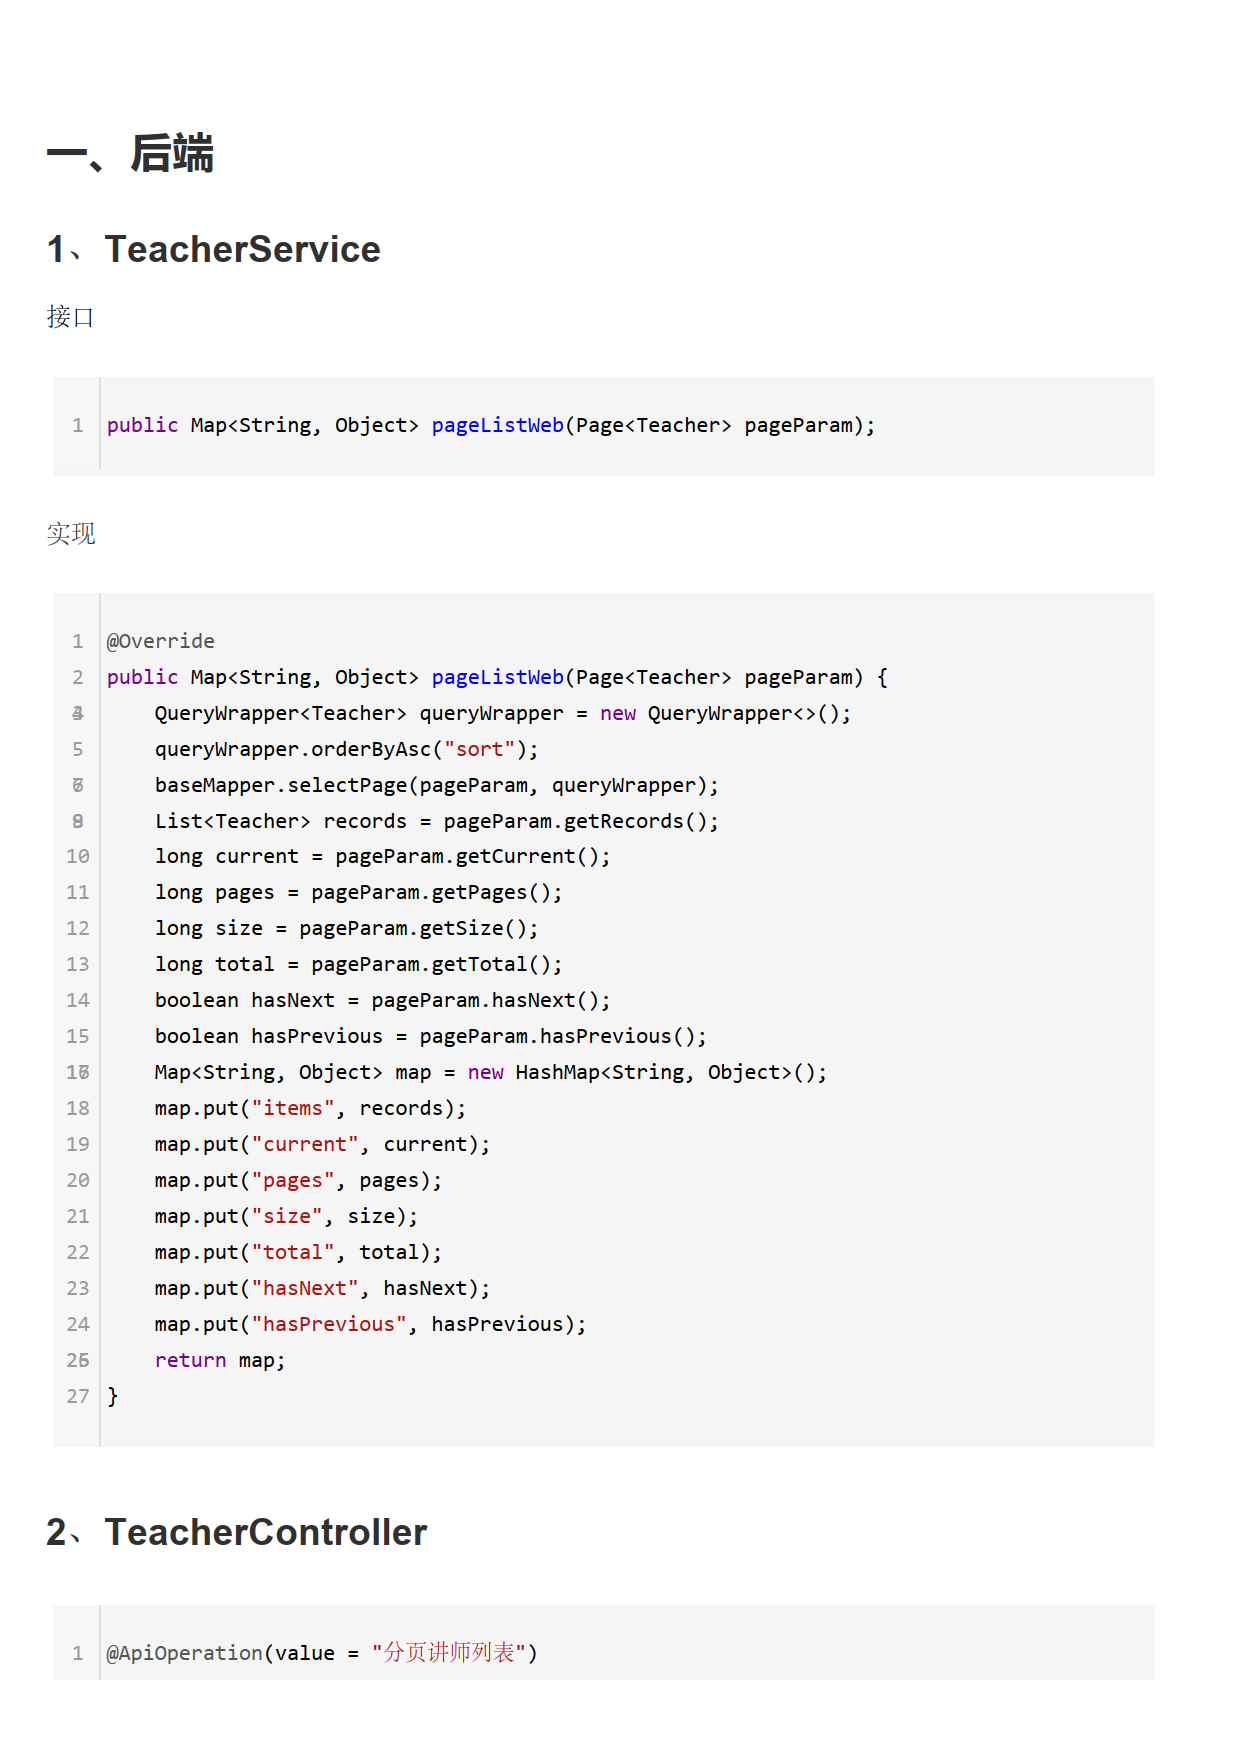 一、后端
1、TeacherService
接口
1 public Map<String, Object> pageListWeb(Page<Teacher> pageParam);
实现
1 @Override
2 public Map<String, Object> pageListWeb(Page<Teacher> pageParam) {
QueryWrapper<Teacher> queryWrapper = new QueryWrapper<>();
5 queryWrapper.orderByAsc("sort");
baseMapper.selectPage(pageParam, queryWrapper);
List<Teacher> records = pageParam.getRecords();
10 long current = pageParam.getCurrent();
11 long pages = pageParam.getPages();
12 long size = pageParam.getSize();
13 long total = pageParam.getTotal();
14 boolean hasNext = pageParam.hasNext();
15 boolean hasPrevious = pageParam.hasPrevious();
Map<String, Object> map = new HashMap<String, Object>();
18 map.put("items", records);
19 map.put("current", current);
20 map.put("pages", pages);
21 map.put("size", size);
22 map.put("total", total);
23 map.put("hasNext", hasNext);
24 map.put("hasPrevious", hasPrevious);
return map;
27 }
2、TeacherController
1 @ApiOperation(value = "分页讲师列表")